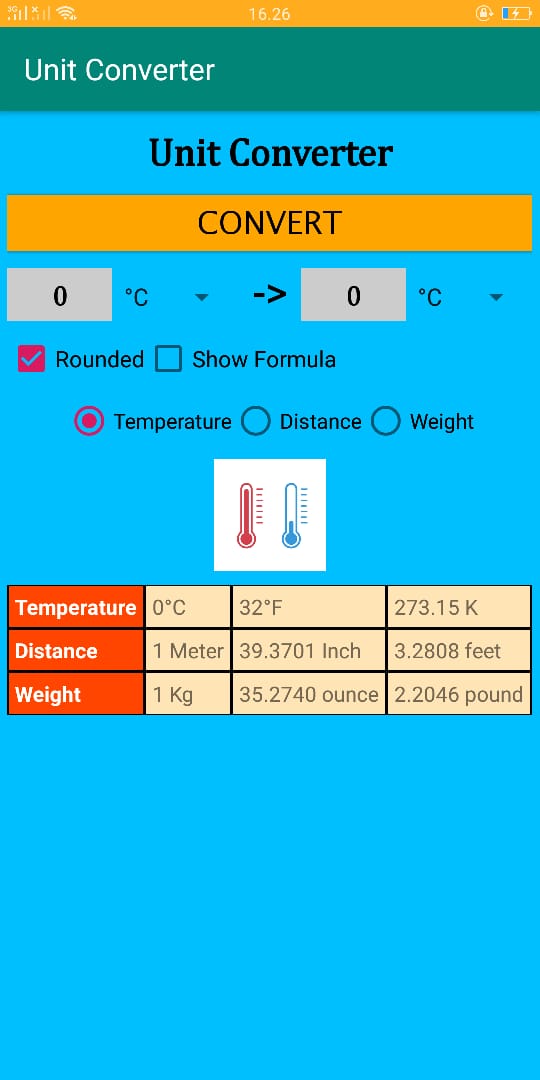 3G 16.26
Unit Converter
Unit Converter
CONVERT
0 °C -> 0 °C
Rounded Show Formula
Temperature Distance Weight
Temperature 0°C 32°F 273.15 K
Distance 1 Meter 39.3701 Inch 3.2808 feet
Weight 1 Kg 35.2740 ounce 2.2046 pound